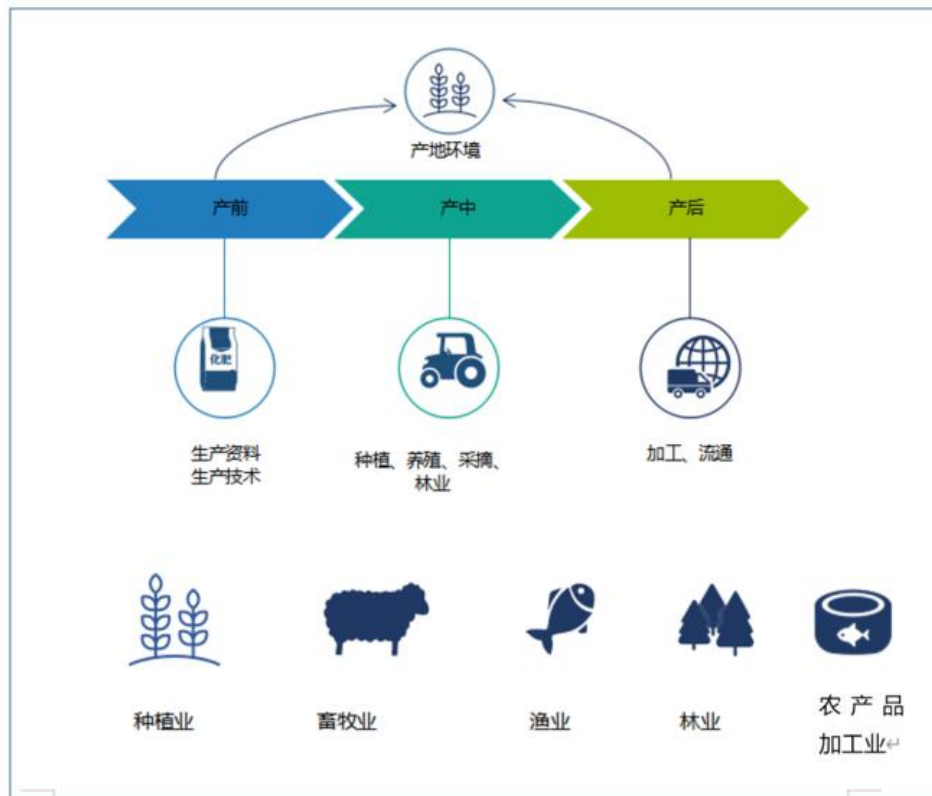 产地环境
产前
产中
产后
化肥
生产资料
生产技术
种植、养殖、采摘、
林业
加工、流通
种植业
畜牧业
渔业
林业
农产品
加工业↵